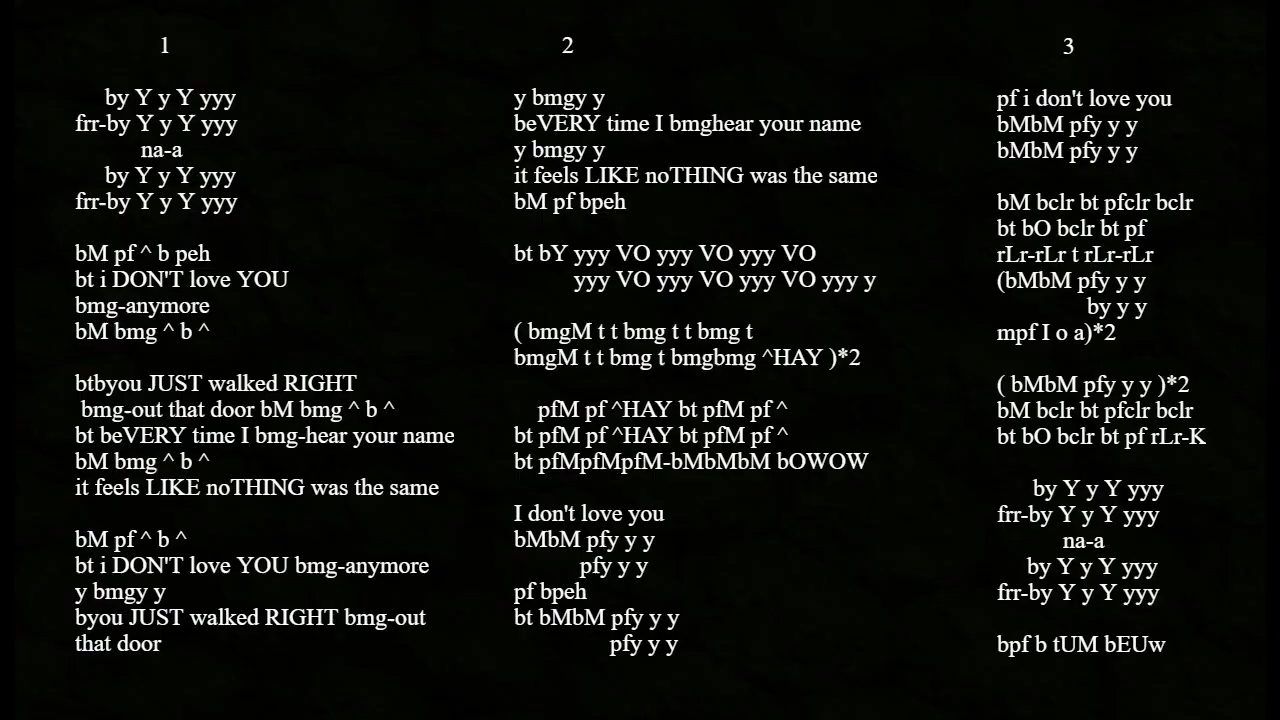 1
by Y y Y yyy
frr-by Y y Y yyy
na-a
by Y y Y yyy
frr-by Y y Y yyy
bM pf ^ b peh
bt i DON'T love YOU
bmg-anymore
bM bmg ^ b ^
btbyou JUST walked RIGHT
bmg-out that door bM bmg ^ b ^
bt beVERY time I bmg-hear your name
bM bmg ^ b ^
it feels LIKE noTHING was the same
bM pf ^ b ^
bt i DON'T love YOU bmg-anymore
y bmgy y
byou JUST walked RIGHT bmg-out
that door
2
y bmgy y
beVERY time I bmghear your name
y bmgy y
it feels LIKE noTHING was the same
bM pf bpeh
bt bY yyy VO yyy VO yyy VO
yyy VO yyy VO yyy VO yyy y
( bmgM t t bmg t t bmg t
bmgM t t bmg t bmgbmg ^HAY )*2
pfM pf ^HAY bt pfM pf ^
bt pfM pf ^HAY bt pfM pf ^
bt pfMpfMpfM-bMbMbM bOWOW
I don't love you
bMbM pfy y y
pfy y y
pf bpeh
bt bMbM pfy y y
pfy y y
3
pf i don't love you
bMbM pfy y y
bMbM pfy y y
bM bclr bt pfclr bclr
bt bO bclr bt pf
rLr-rLr t rLr-rLr
(bMbM pfy y y
by y y
mpf I o a)*2
( bMbM pfy y y )*2
bM bclr bt pfclr bclr
bt bO bclr bt pf rLr-K
by Y y Y yyy
frr-by Y y Y yyy
na-a
by Y y Y yyy
frr-by Y y Y yyy
bpf b tUM bEUw